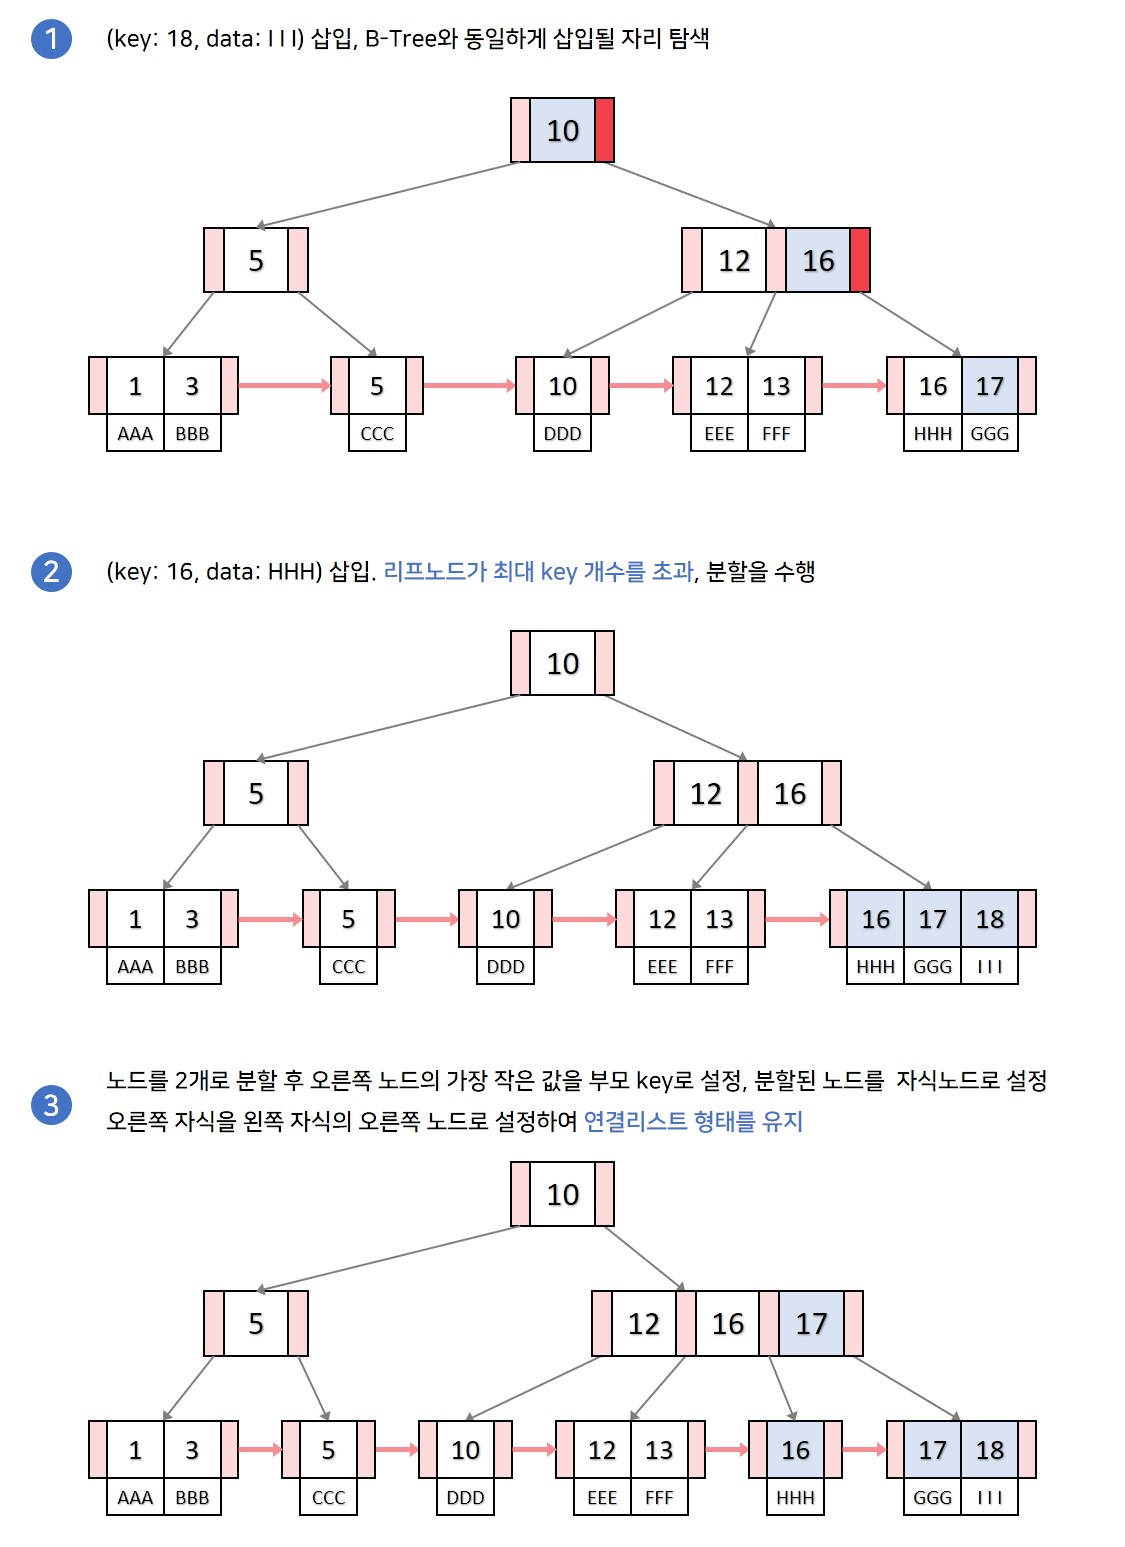 1 (key: 18, data: I I I) 삽입, B-Tree와 동일하게 삽입될 자리 탐색
10
5 12 16
1 3 5 10 12 13 16 17
AAA BBB CCC DDD EEE FFF HHH GGG
2 (key: 16, data: HHH) 삽입. 리프노드가 최대 key 개수를 초과, 분할을 수행
10
5 12 16
1 3 5 10 12 13 16 17 18
AAA BBB CCC DDD EEE FFF HHH GGG I I I
3 노드를 2개로 분할 후 오른쪽 노드의 가장 작은 값을 부모 key로 설정, 분할된 노드를 자식노드로 설정
오른쪽 자식을 왼쪽 자식의 오른쪽 노드로 설정하여 연결리스트 형태를 유지
10
5 12 16 17
1 3 5 10 12 13 16 17 18
AAA BBB CCC DDD EEE FFF HHH GGG I I I